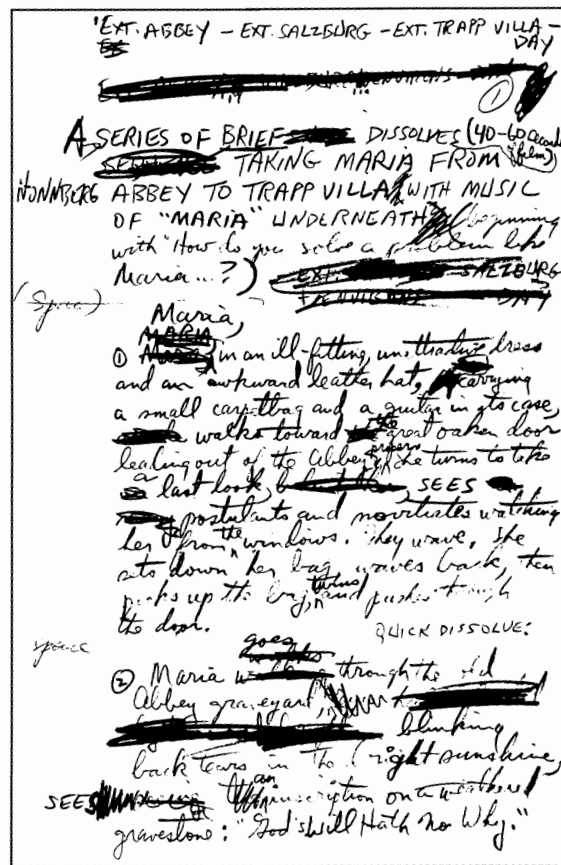 EXT. ABBEY – EXT. SALZBURG – EXT. TRAPP VILLA –
DAY
1
A SERIES OF BRIEF DISSOLVES (40-60 seconds
TAKING MARIA FROM film)
NONNBERG ABBEY TO TRAPP VILLA, WITH MUSIC
OF "MARIA" UNDERNEATH (beginning
with "How do you solve a problem like
Maria...?)
EXT. SALZBURG
DAY
(Space)
Maria,
① in an ill-fitting, unattractive dress
and an awkward leather hat, carrying
a small carpetbag and a guitar in its case,
walks toward the great oaken door
leading out of the Abbey. She turns to take
a last look, SEES
postulants and novitiates watching
her from the windows. They wave, She
sets down her bag, waves back, then
picks up the bag, turns and pushes through
the door.
QUICK DISSOLVE:
space
goes
② Maria through the old
Abbey graveyard,
blinking
back tears in the bright sunshine,
SEES an inscription on a weathered
gravestone: "God's Will Hath No Why."